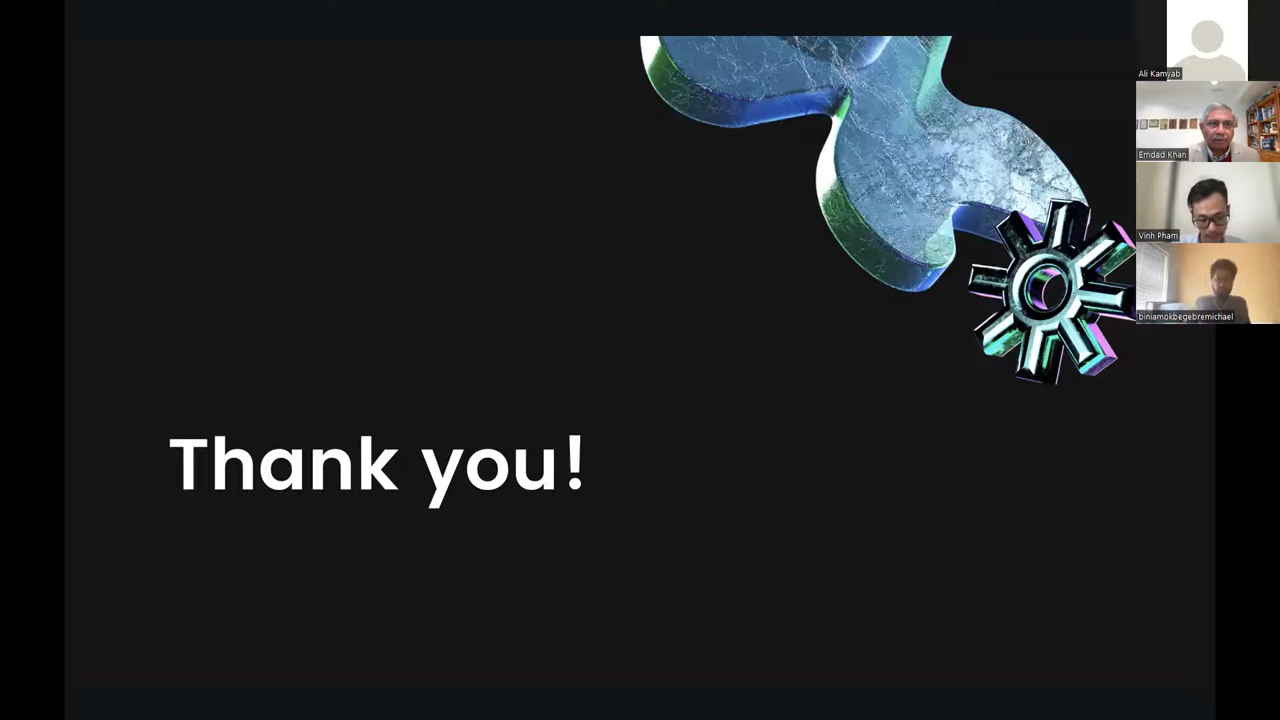 Ali Kamyab
Emdad Khan
Vinh Pham
biniamokbegebremichael
Thank you!